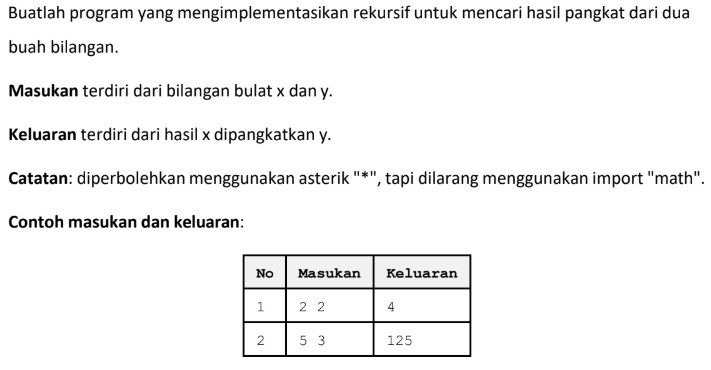 Buatlah program yang mengimplementasikan rekursif untuk mencari hasil pangkat dari dua
buah bilangan.
Masukan terdiri dari bilangan bulat x dan y.
Keluaran terdiri dari hasil x dipangkatkan y.
Catatan: diperbolehkan menggunakan asterik "*", tapi dilarang menggunakan import "math".
Contoh masukan dan keluaran:
No Masukan Keluaran
1 2 2 4
2 5 3 125